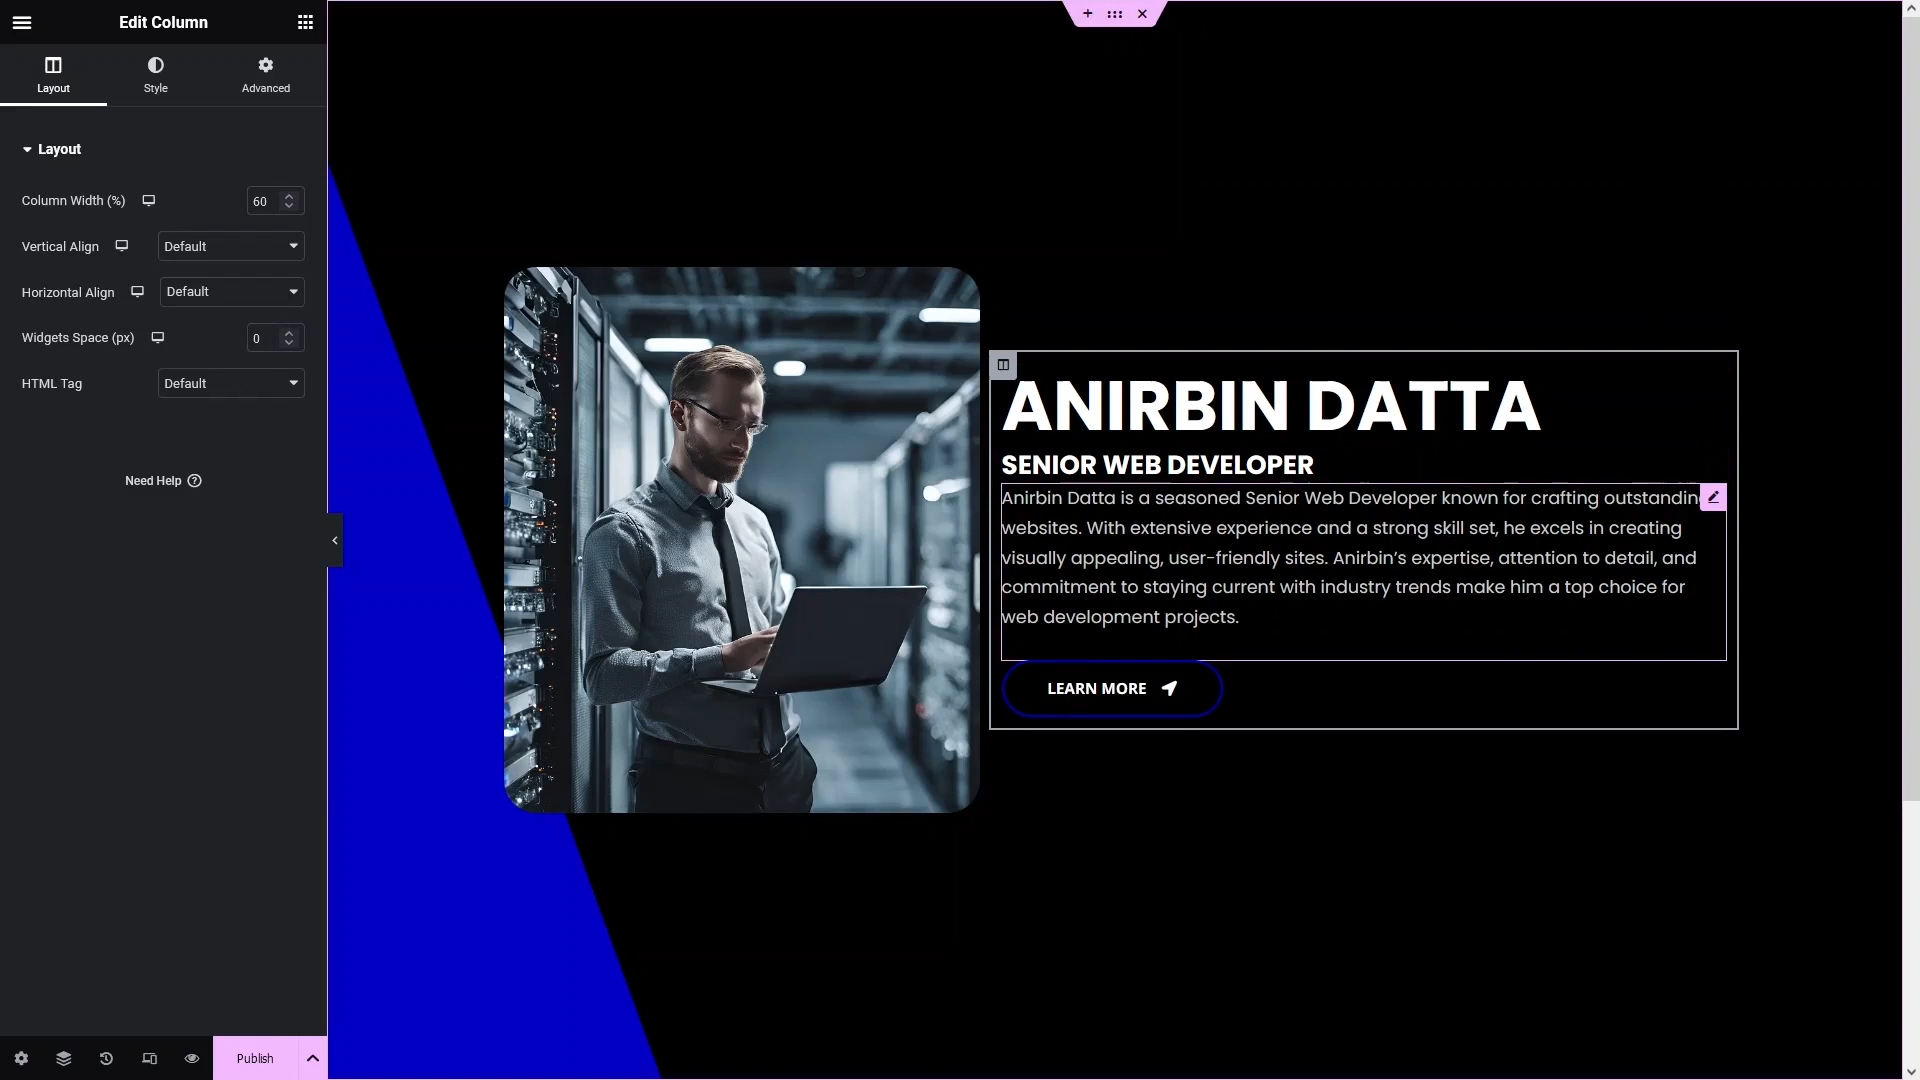 Edit Column
Layout
Style
Advanced
Layout
Column Width (%)
60
Vertical Align
Default
Horizontal Align
Default
Widgets Space (px)
0
HTML Tag
Default
Need Help
Publish
ANIRBIN DATTA
SENIOR WEB DEVELOPER
Anirbin Datta is a seasoned Senior Web Developer known for crafting outstandin
websites. With extensive experience and a strong skill set, he excels in creating
visually appealing, user-friendly sites. Anirbin’s expertise, attention to detail, and
commitment to staying current with industry trends make him a top choice for
web development projects.
LEARN MORE